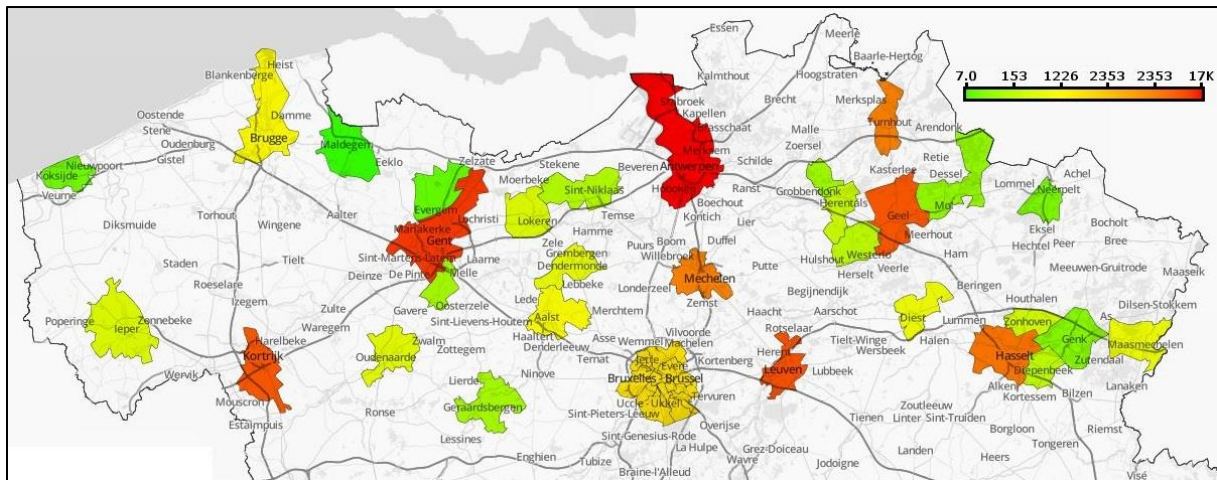 Essen
Meerle
Baarle-Hertog
Heist
Blankenberge
Kalmthout
Hoogstraten
7.0 153 1226 2353 2353 17K
Stabroek
Brecht
Merksplas
Oostende
Damme
Kapellen
Stene
Brasschaat
Turnhout
Arendonk
Oudenburg
Brugge
Maldegem
Malle
Merksem
Zoersel
Gistel
Eeklo
Zelzate
Stekene
Beveren
Antwerpen
Schilde
Retie
Nieuwpoort
Koksijde
Moerbeke
Kasterlee
Dessel
Achel
Veurne
Sint-Niklaas
Hoboken
Ranst
Grobbendonk
Lommel
Neerpelt
Evergem
Lochristi
Boechout
Herentals
Mol
Torhout
Aalter
Lokeren
Temse
Kontich
Lier
Geel
Bocholt
Diksmuide
Wingene
Mariakerke
Hamme
Meerhout
Eksel
Gent
Zele
Puurs
Boom
Duffel
Hechtel
Peer
Bree
Staden
Tielt
Sint-Martens-Latem
Laarne
Grembergen
Willebroek
Hulshout
Westerlo
Ham
Deinze
De Pinte
Melle
Dendermonde
Putte
Herselt
Veerle
Meeuwen-Gruitrode
Maaseik
Roeselare
Lebbeke
Londerzeel
Mechelen
Beringen
Izegem
Zulte
Gavere
Oosterzele
Lede
Zemst
Begijnendijk
Houthalen
Dilsen-Stokkem
Poperinge
Ieper
Zonnebeke
Waregem
Sint-Lievens-Houtem
Aalst
Merchtem
Haacht
Aarschot
Diest
Lummen
Zonhoven
As
Harelbeke
Zwalm
Haaltert
Asse
Wemmel
Vilvoorde
Machelen
Rotselaar
Tielt-Winge
Halen
Genk
Maasmechelen
Kortrijk
Oudenaarde
Zottegem
Denderleeuw
Ternat
Jette
Evere
Kortenberg
Herent
Wersbeek
Hasselt
Zutendaal
Wervik
Lierde
Ninove
Bruxelles - Brussel
Leuven
Lubbeek
Diepenbeek
Mouscron
Geraardsbergen
Uccle
Ukkel
Tervuren
Alken
Kortessem
Bilzen
Lanaken
Estaimpuis
Ronse
Sint-Pieters-Leeuw
Overijse
Tienen
Zoutleeuw
Linter
Sint-Truiden
Borgloon
Riemst
Lessines
Sint-Genesius-Rode
La Hulpe
Grez-Doiceau
Landen
Tongeren
Enghien
Tubize
Wavre
Jodoigne
Heers
Braine-l'Alleud
Visé